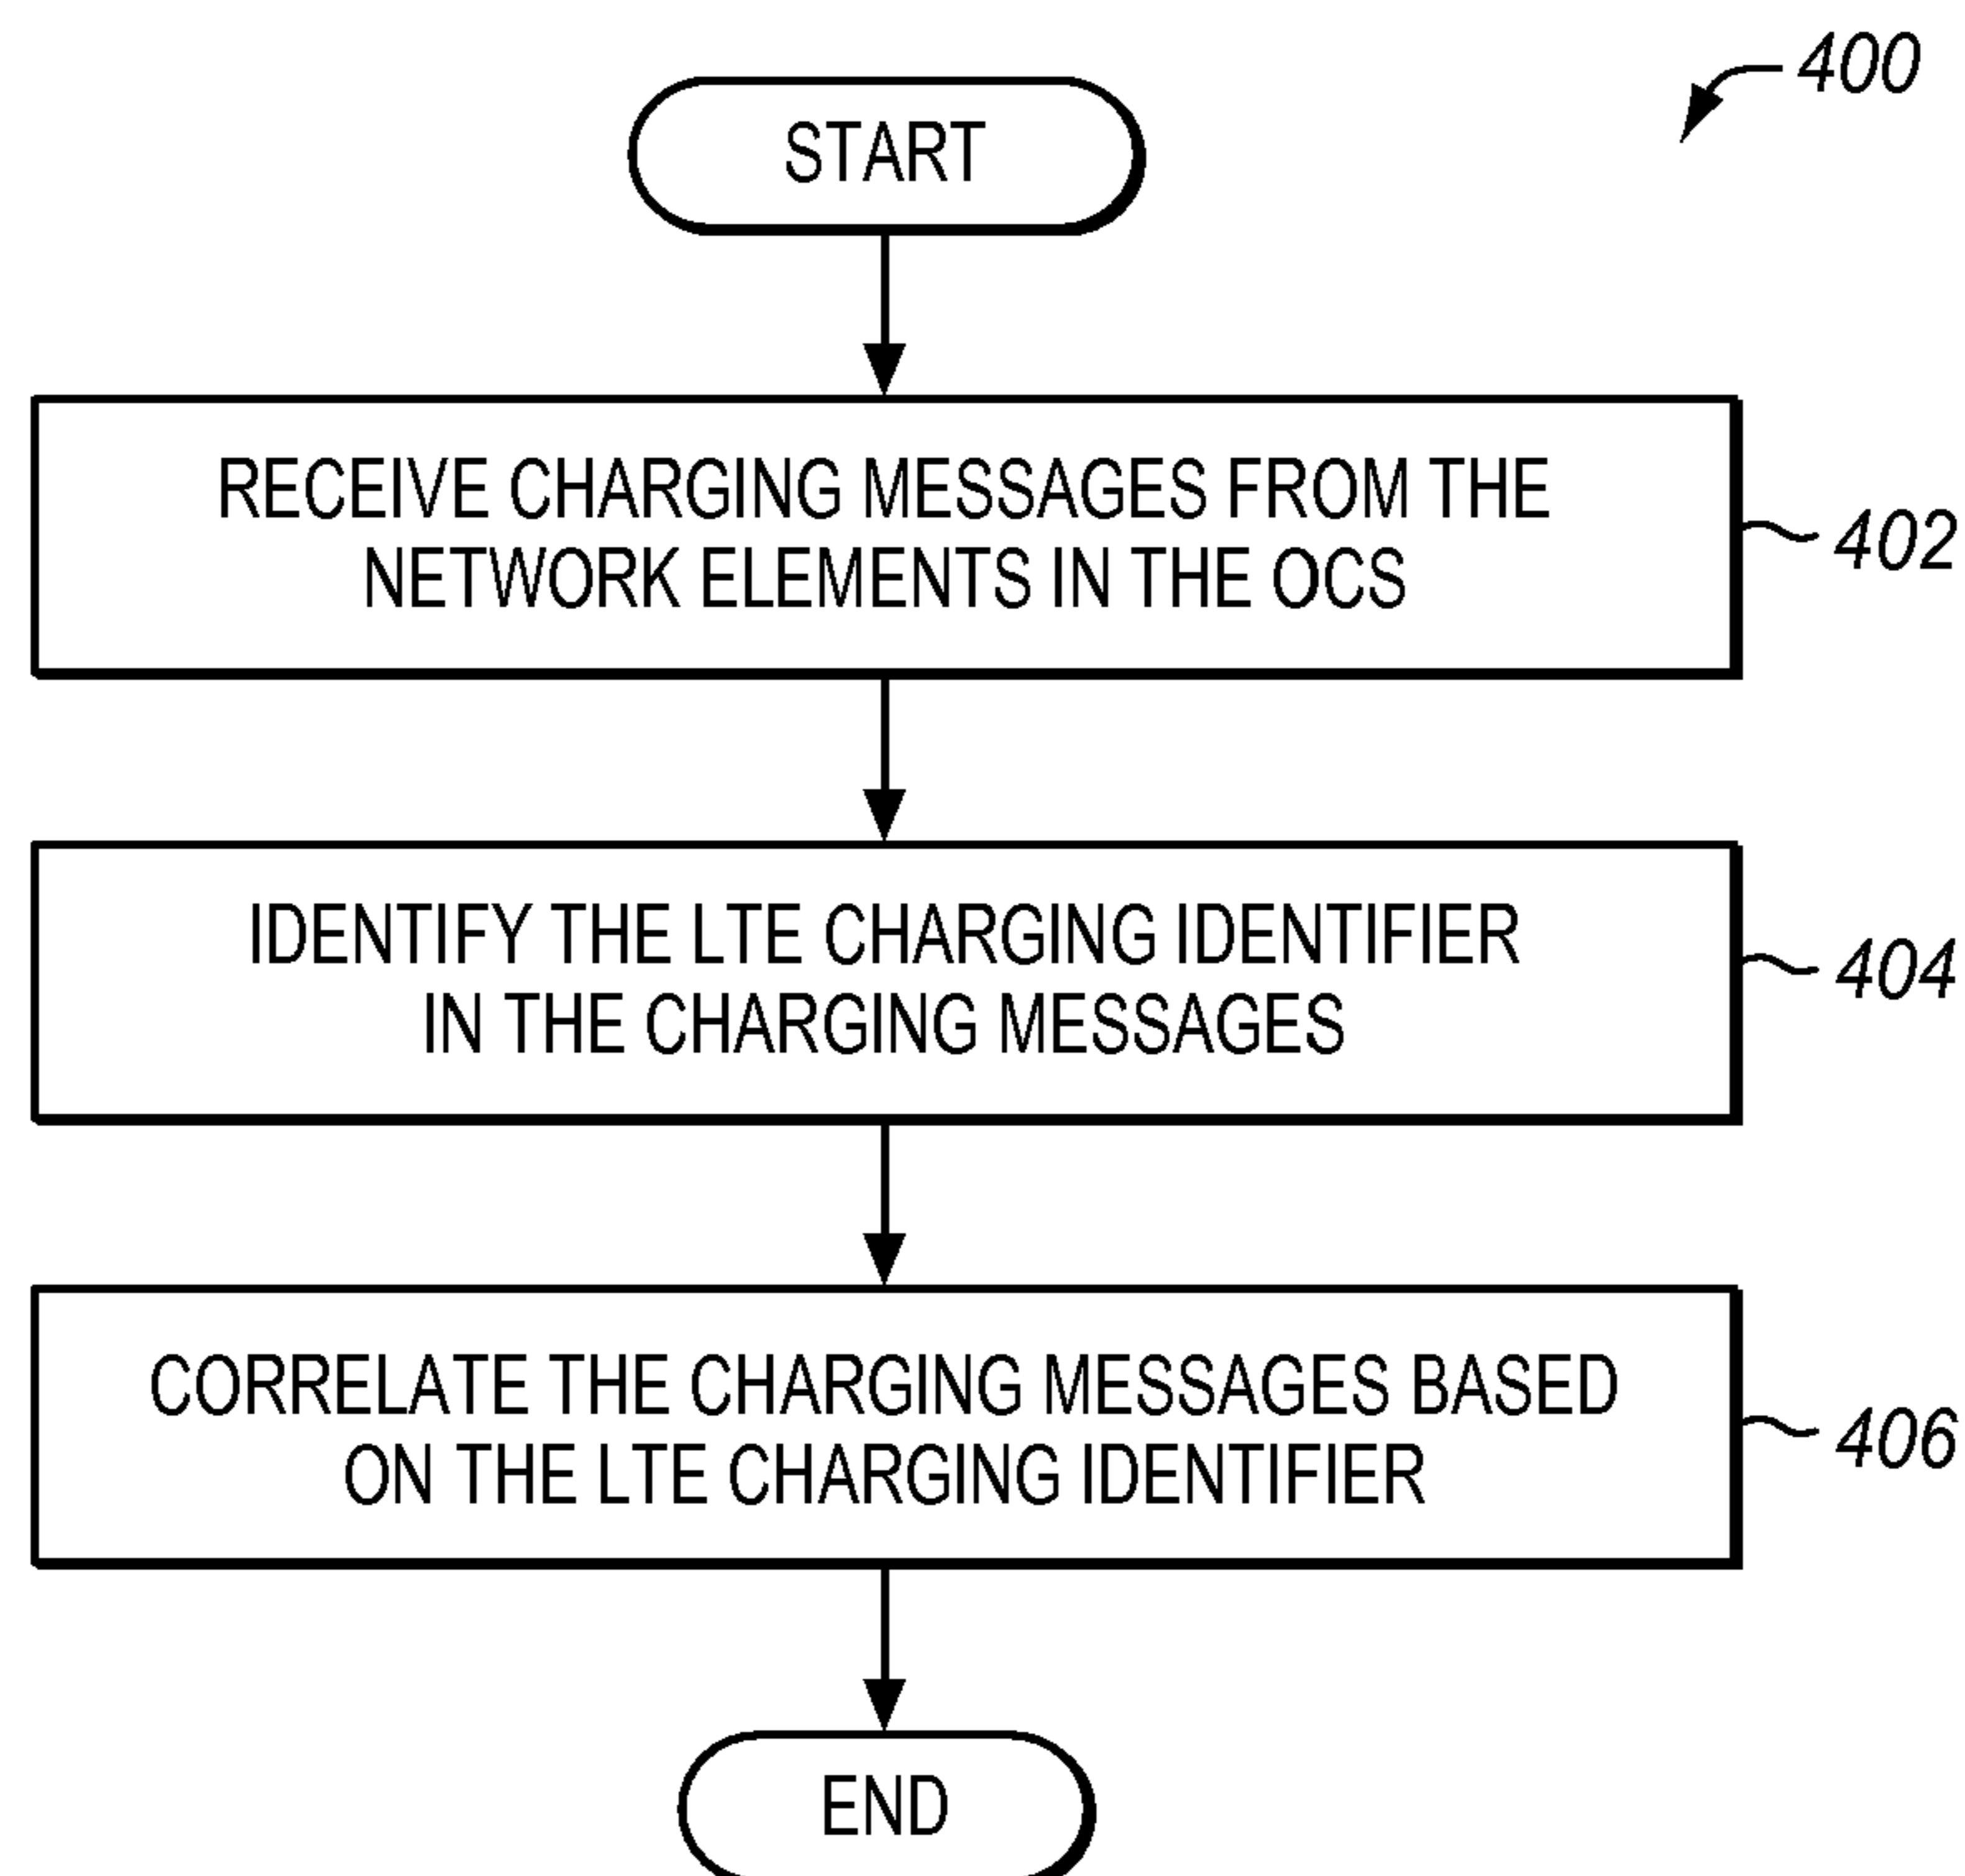 400
START
RECEIVE CHARGING MESSAGES FROM THE
NETWORK ELEMENTS IN THE OCS
402
IDENTIFY THE LTE CHARGING IDENTIFIER
IN THE CHARGING MESSAGES
404
CORRELATE THE CHARGING MESSAGES BASED
ON THE LTE CHARGING IDENTIFIER
406
END